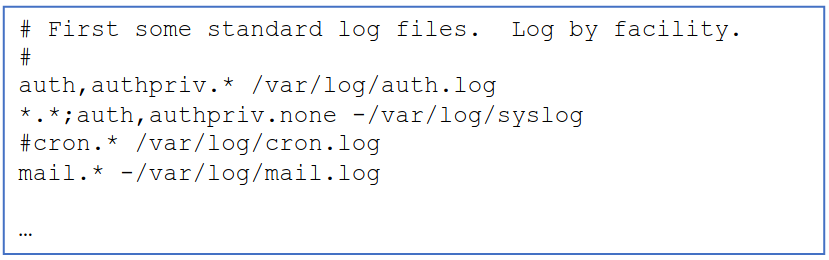 # First some standard log files.  Log by facility.
#
auth,authpriv.* /var/log/auth.log
*.*;auth,authpriv.none -/var/log/syslog
#cron.* /var/log/cron.log
mail.* -/var/log/mail.log
…